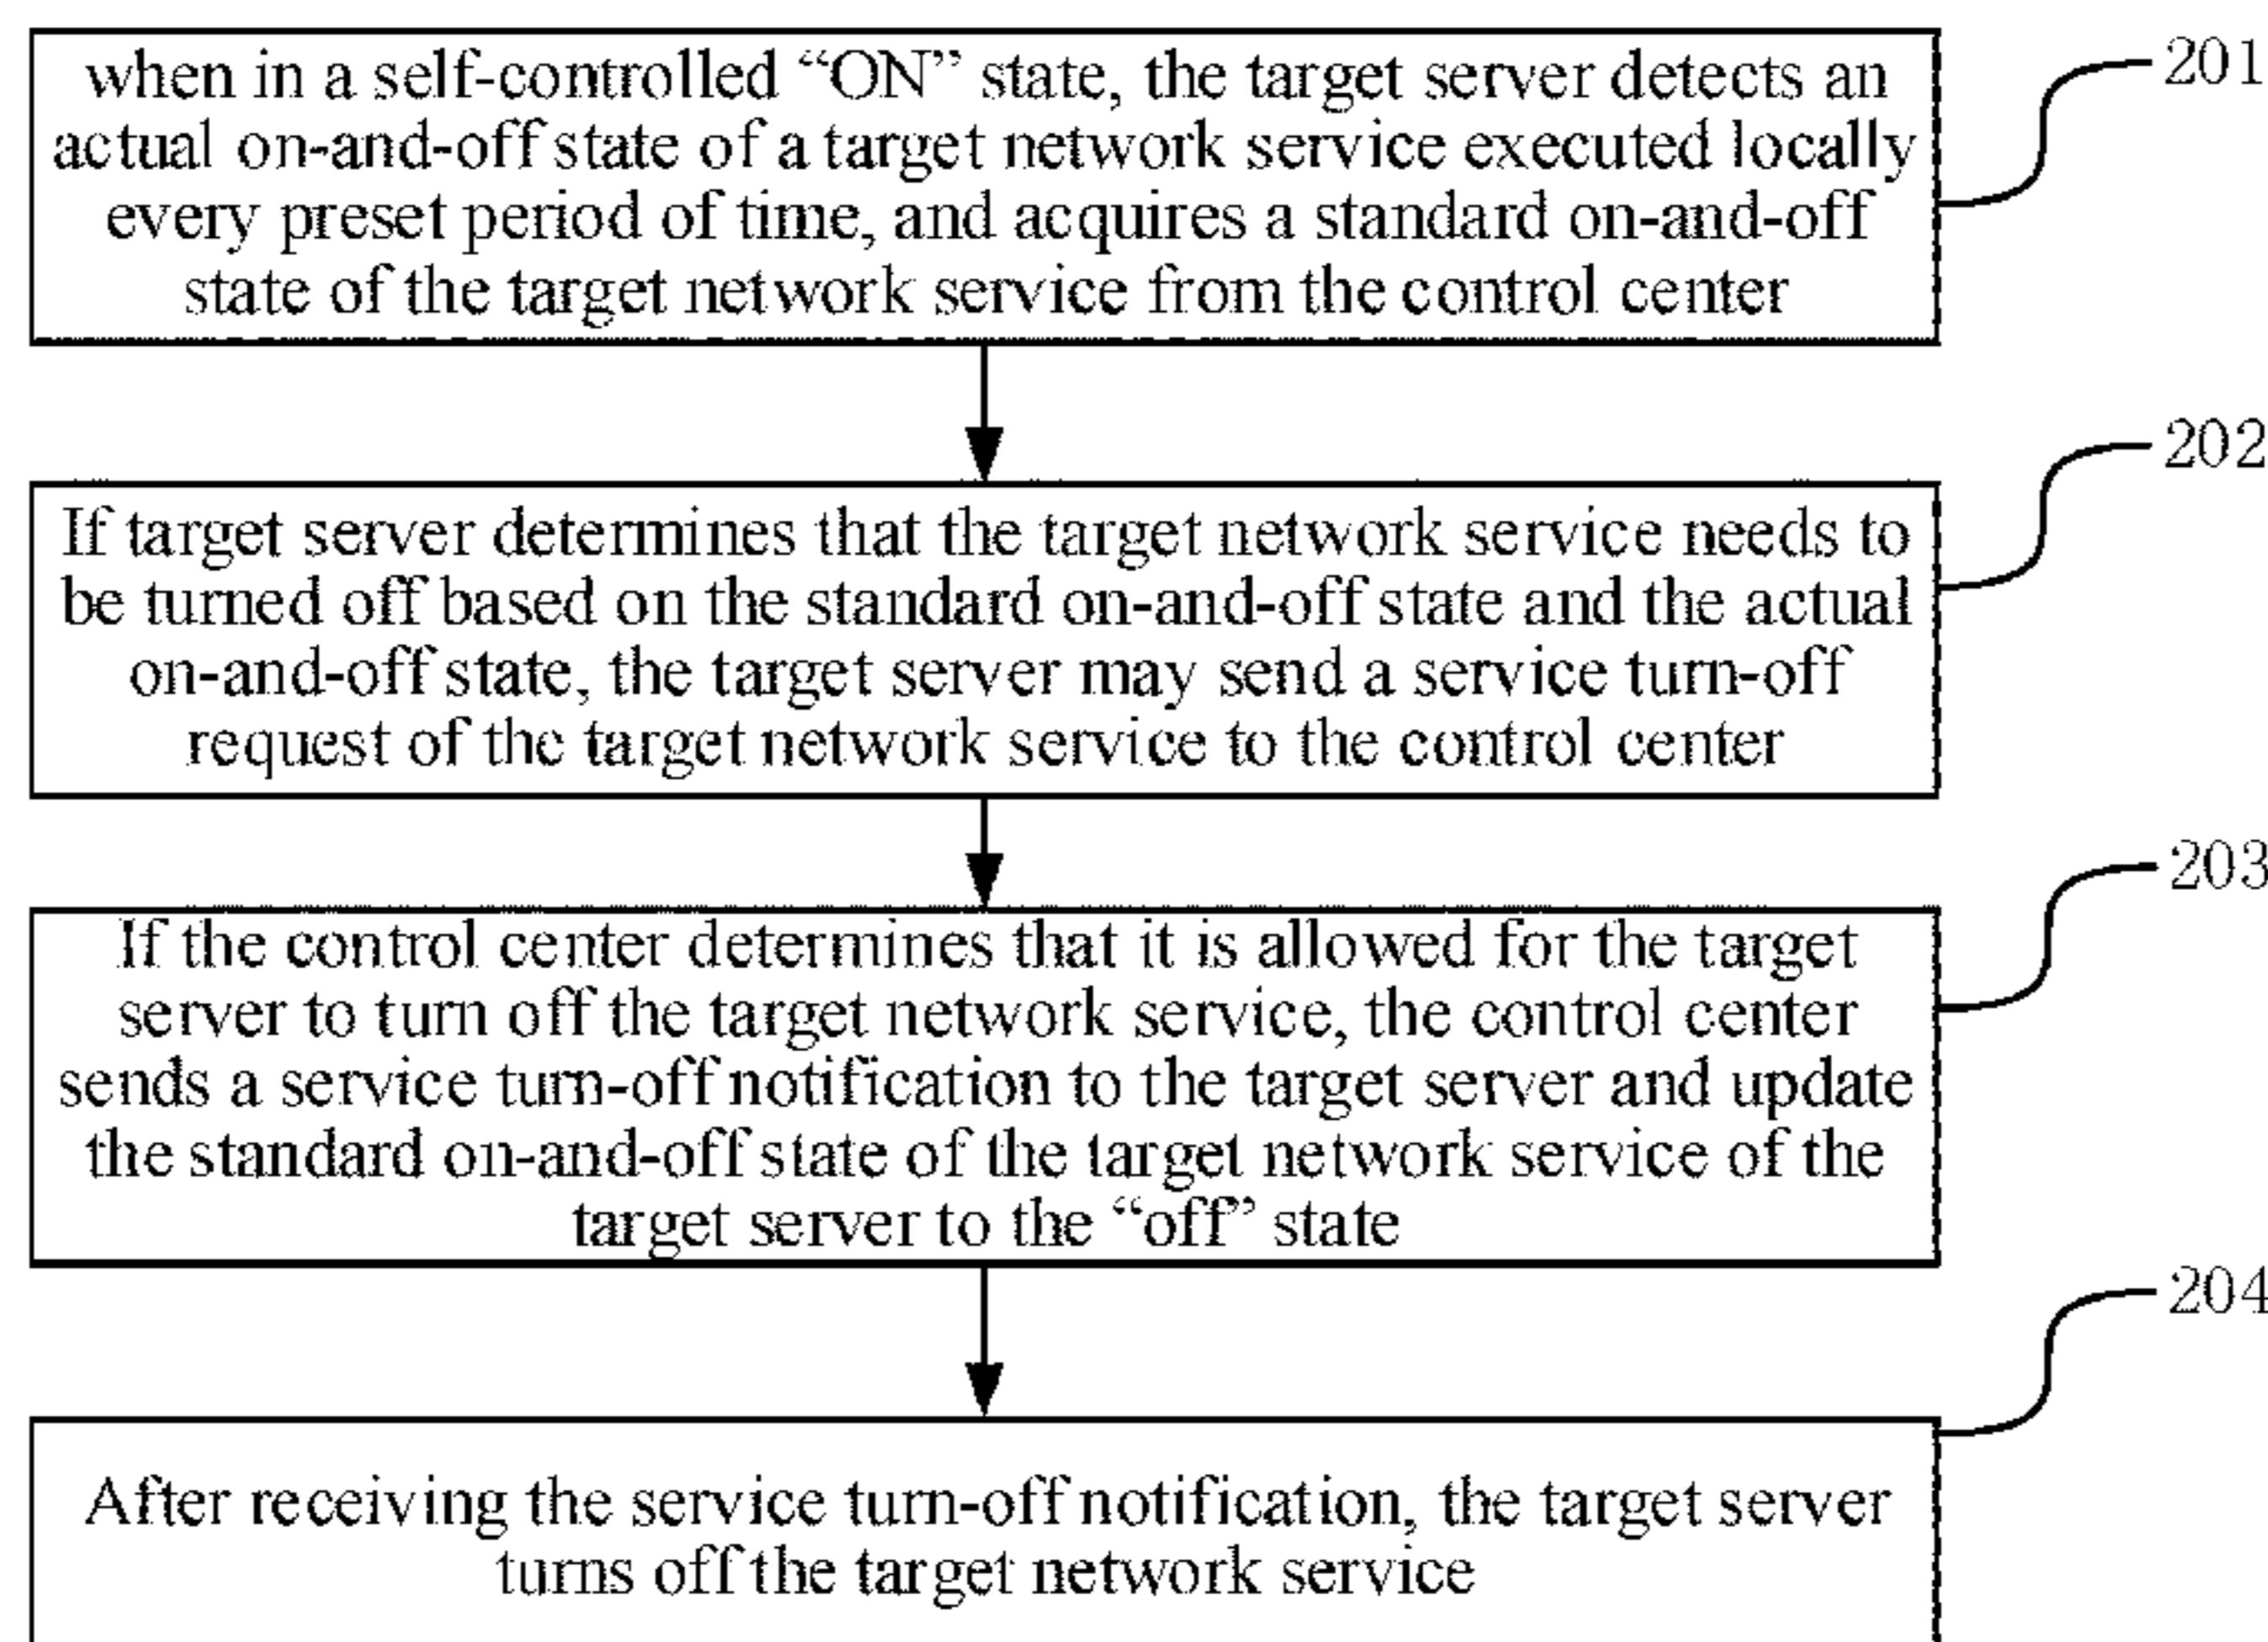 when in a self-controlled “ON” state, the target server detects an
actual on-and-off state of a target network service executed locally
every preset period of time, and acquires a standard on-and-off
state of the target network service from the control center
201
If target server determines that the target network service needs to
be turned off based on the standard on-and-off state and the actual
on-and-off state, the target server may send a service turn-off
request of the target network service to the control center
202
If the control center determines that it is allowed for the target
server to turn off the target network service, the control center
sends a service turn-off notification to the target server and update
the standard on-and-off state of the target network service of the
target server to the “off” state
203
After receiving the service turn-off notification, the target server
turns off the target network service
204